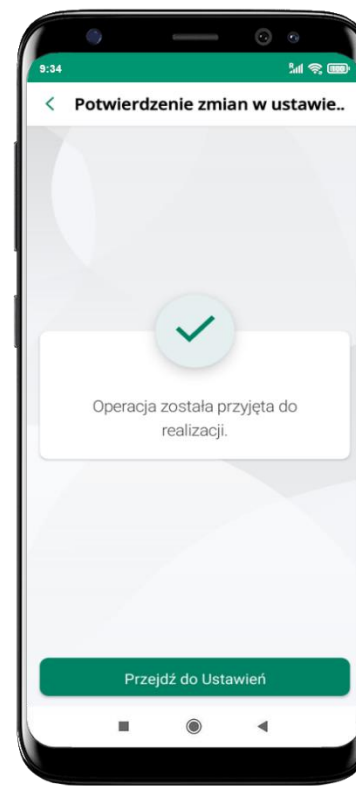 9:34
Potwierdzenie zmian w ustawie..
Operacja została przyjęta do
realizacji.
Przejdź do Ustawień